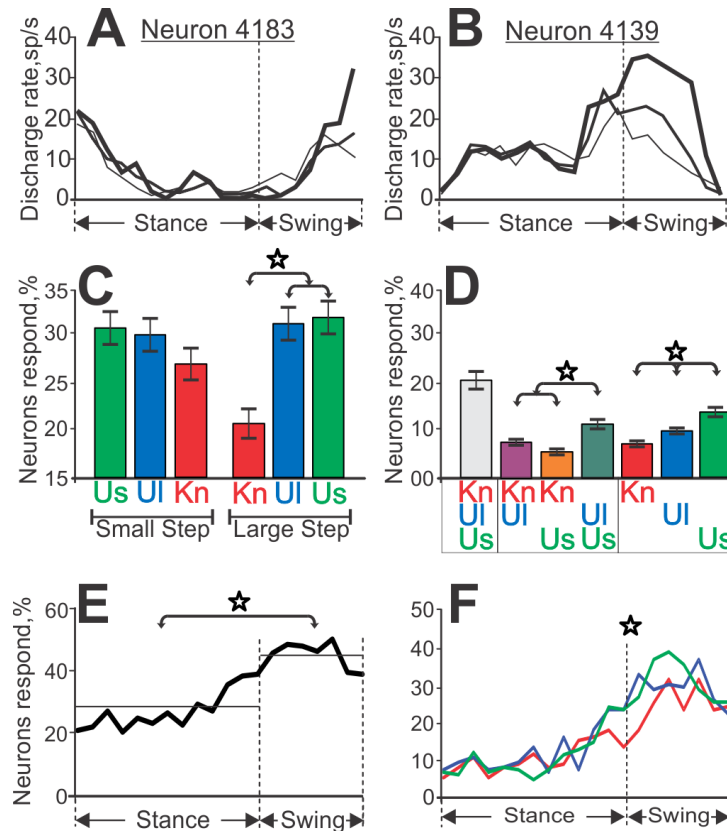 A
Neuron 4183
Discharge rate,sp/s
40
30
20
10
0
Stance
Swing
B
Neuron 4139
Discharge rate,sp/s
40
30
20
10
0
Stance
Swing
C
Neurons respond,%
35
30
25
20
15
Us Ul Kn Kn Ul Us
Small Step Large Step
D
Neurons respond,%
40
30
20
10
00
Kn Kn Kn Kn
Ul Ul Ul Ul
Us Us Us Us
E
Neurons respond,%
60
40
20
0
Stance
Swing
F
50
40
30
20
10
0
Stance
Swing